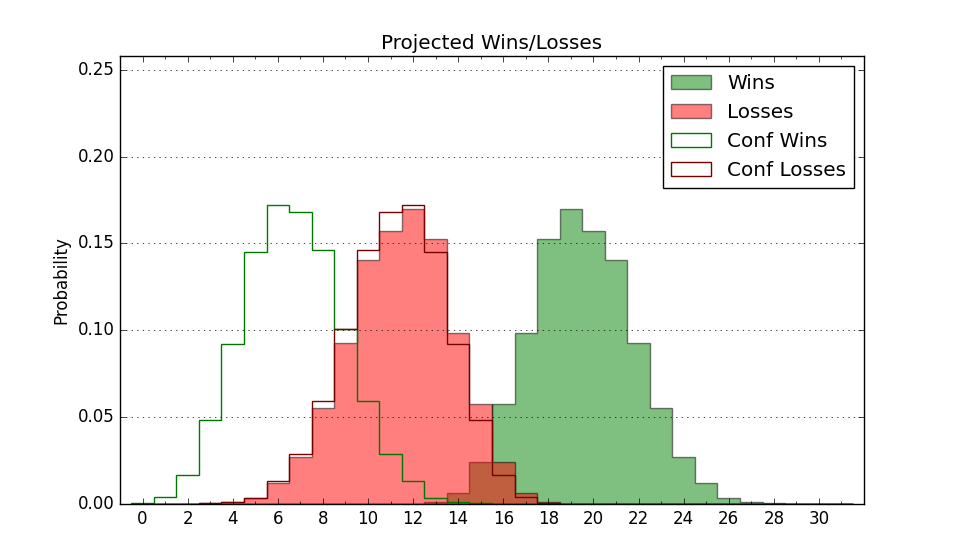 Projected Wins/Losses
0.25
0.20
0.15
0.10
0.05
0.00
Probability
Wins
Losses
Conf Wins
Conf Losses
0 2 4 6 8 10 12 14 16 18 20 22 24 26 28 30